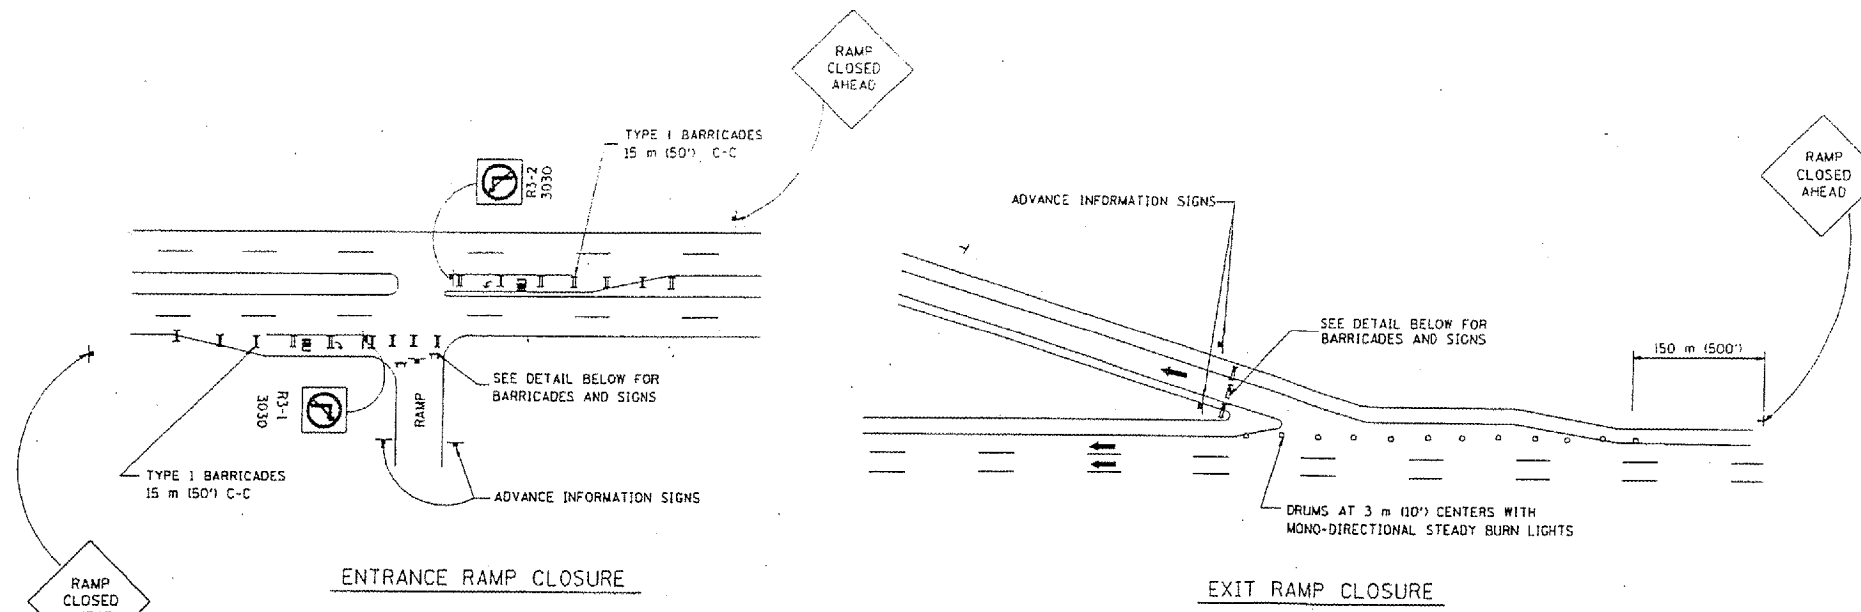 RAMP
CLOSED
AHEAD
TYPE I BARRICADES
15 m (50') C-C
R3-2
3030
SEE DETAIL BELOW FOR
BARRICADES AND SIGNS
RAMP
R3-1
3030
TYPE I BARRICADES
15 m (50') C-C
ADVANCE INFORMATION SIGNS
RAMP
CLOSED
ENTRANCE RAMP CLOSURE
RAMP
CLOSED
AHEAD
ADVANCE INFORMATION SIGNS
SEE DETAIL BELOW FOR
BARRICADES AND SIGNS
150 m (500')
DRUMS AT 3 m (10') CENTERS WITH
MONO-DIRECTIONAL STEADY BURN LIGHTS
EXIT RAMP CLOSURE